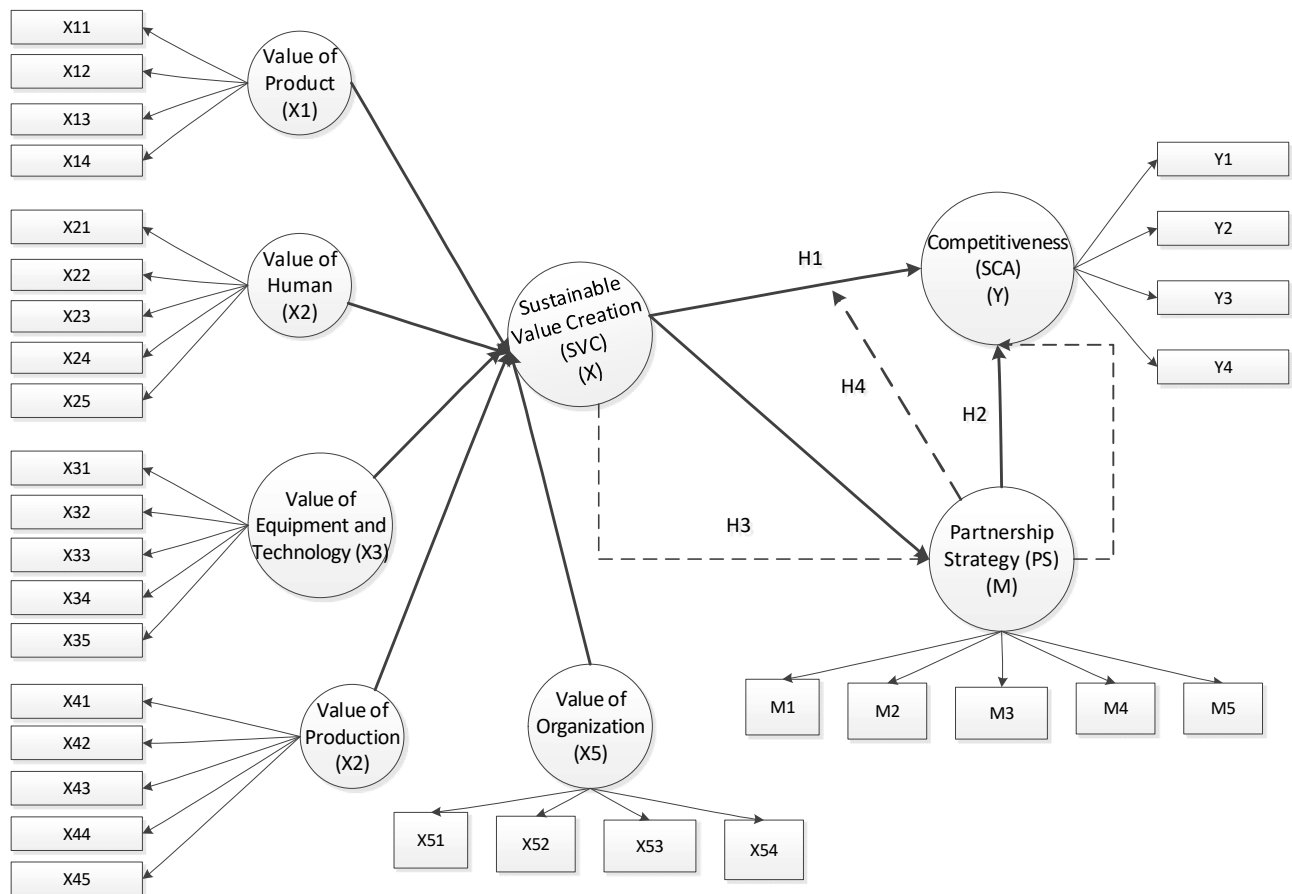 X11
X12
X13
X14
Value of
Product
(X1)
X21
X22
X23
X24
X25
Value of
Human
(X2)
X31
X32
X33
X34
X35
Value of
Equipment and
Technology (X3)
X41
X42
X43
X44
X45
Value of
Production
(X2)
Value of
Organization
(X5)
X51
X52
X53
X54
Sustainable
Value Creation
(SVC)
(X)
H1
H4
H2
H3
Competitiveness
(SCA)
(Y)
Y1
Y2
Y3
Y4
Partnership
Strategy (PS)
(M)
M1
M2
M3
M4
M5